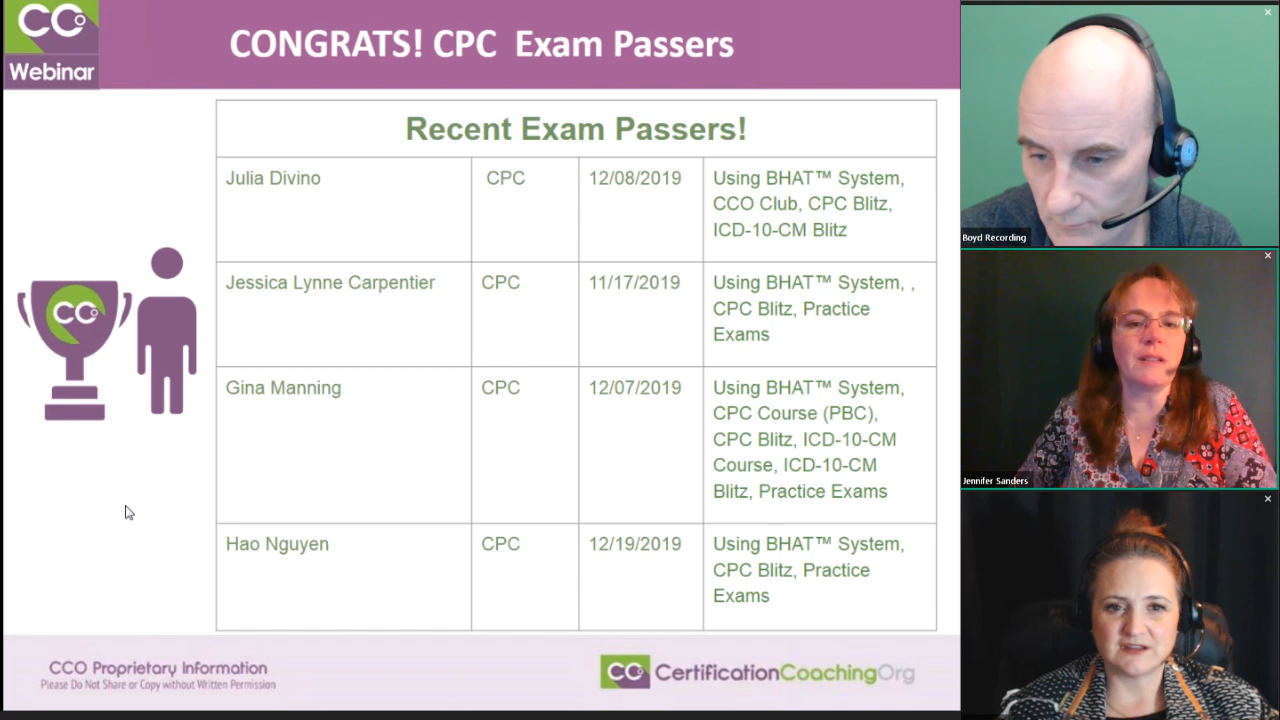 CCO
Webinar
CONGRATS! CPC Exam Passers
Recent Exam Passers!
Julia Divino CPC 12/08/2019 Using BHAT™ System,
CCO Club, CPC Blitz,
ICD-10-CM Blitz
Jessica Lynne Carpentier CPC 11/17/2019 Using BHAT™ System, ,
CPC Blitz, Practice
Exams
Gina Manning CPC 12/07/2019 Using BHAT™ System,
CPC Course (PBC),
CPC Blitz, ICD-10-CM
Course, ICD-10-CM
Blitz, Practice Exams
Hao Nguyen CPC 12/19/2019 Using BHAT™ System,
CPC Blitz, Practice
Exams
CCO
CCO Proprietary Information
Please Do Not Share or Copy without Written Permission
CCO CertificationCoachingOrg
Boyd Recording
Jennifer Sanders